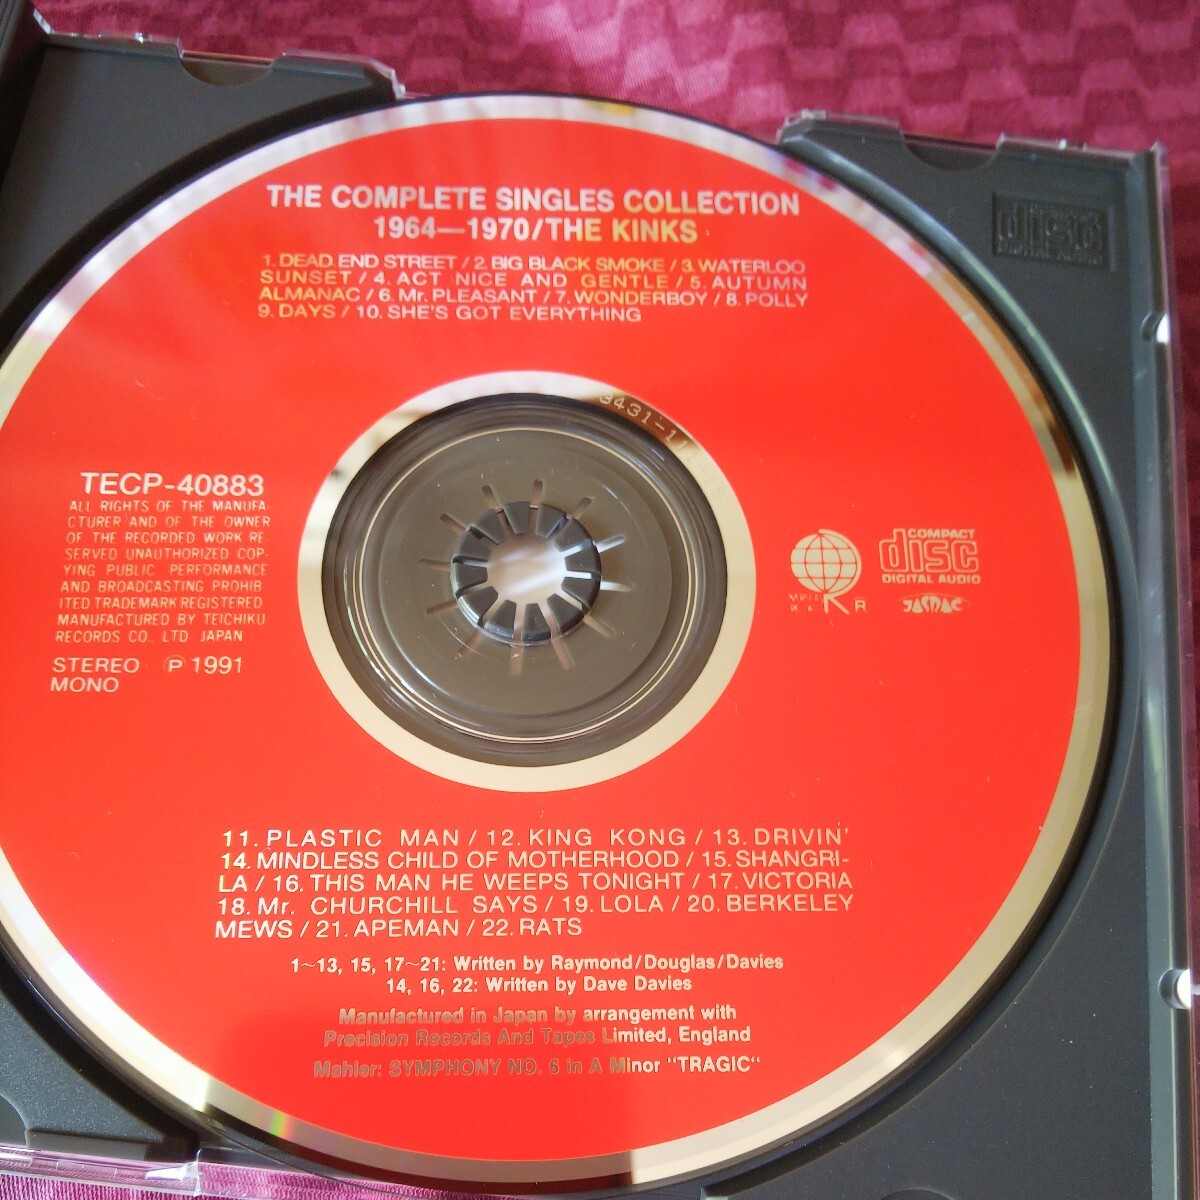 THE COMPLETE SINGLES COLLECTION
1964—1970/THE KINKS
1. DEAD END STREET / 2. BIG BLACK SMOKE / 3. WATERLOO
SUNSET / 4. ACT NICE AND GENTLE / 5. AUTUMN
ALMANAC / 6. Mr. PLEASANT / 7. WONDERBOY / 8. POLLY
9. DAYS / 10. SHE'S GOT EVERYTHING
3431-1
TECP-40883
ALL RIGHTS OF THE MANUFA-
CTURER AND OF THE OWNER
OF THE RECORDED WORK RE-
SERVED UNAUTHORIZED COP-
YING PUBLIC PERFORMANCE
AND BROADCASTING PROHIB-
ITED TRADEMARK REGISTERED
MANUFACTURED BY TEICHIKU
RECORDS CO., LTD JAPAN
STEREO ℗ 1991
MONO
R R
COMPACT
disc
DIGITAL AUDIO
JASRAC
disc
DIGITAL AUDIO
11. PLASTIC MAN / 12. KING KONG / 13. DRIVIN'
14. MINDLESS CHILD OF MOTHERHOOD / 15. SHANGRI-
LA / 16. THIS MAN HE WEEPS TONIGHT / 17. VICTORIA
18. Mr. CHURCHILL SAYS / 19. LOLA / 20. BERKELEY
MEWS / 21. APEMAN / 22. RATS
1~13, 15, 17~21: Written by Raymond/Douglas/Davies
14, 16, 22: Written by Dave Davies
Manufactured in Japan by arrangement with
Precision Records And Tapes Limited, England
Mahler: SYMPHONY NO. 6 in A Minor "TRAGIC"